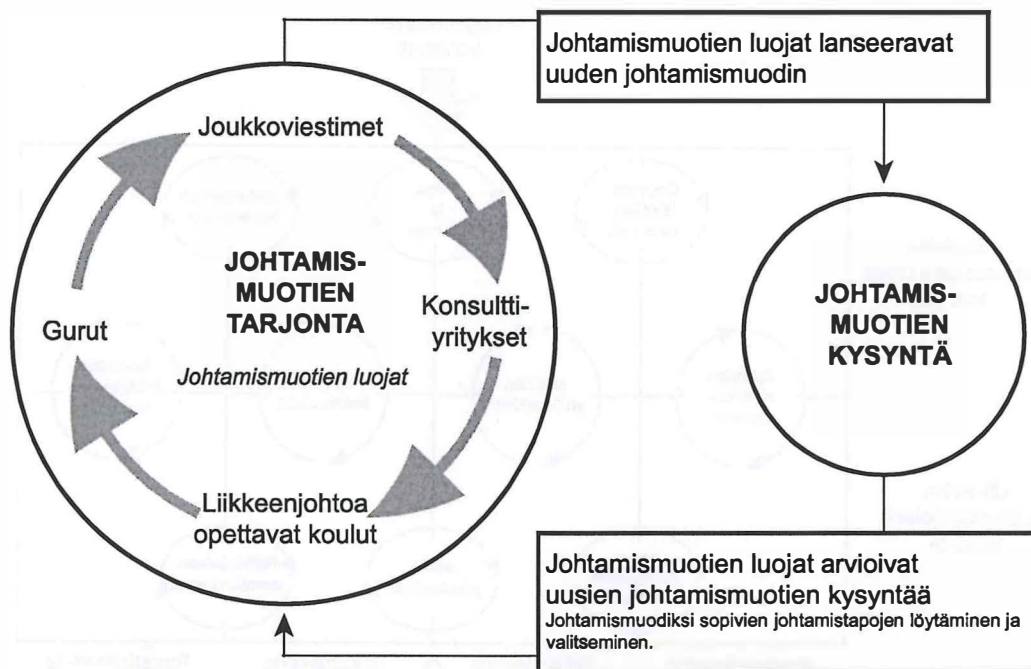 Johtamismuotien luojat lanseeravat
uuden johtamismuodin
Joukkoviestimet
JOHTAMIS-
MUOTIEN
TARJONTA
Konsultti-
yritykset
Gurut
Johtamismuotien luojat
Liikkeenjohtoa
opettavat koulut
JOHTAMIS-
MUOTIEN
KYSYNTÄ
Johtamismuotien luojat arvioivat
uusien johtamismuotien kysyntää
Johtamismuodiksi sopivien johtamistapojen löytäminen ja
valitseminen.